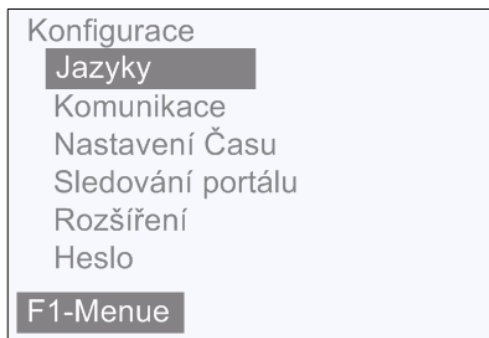 Konfigurace
Jazyky
Komunikace
Nastavení Času
Sledování portálu
Rozšíření
Heslo
F1-Menue